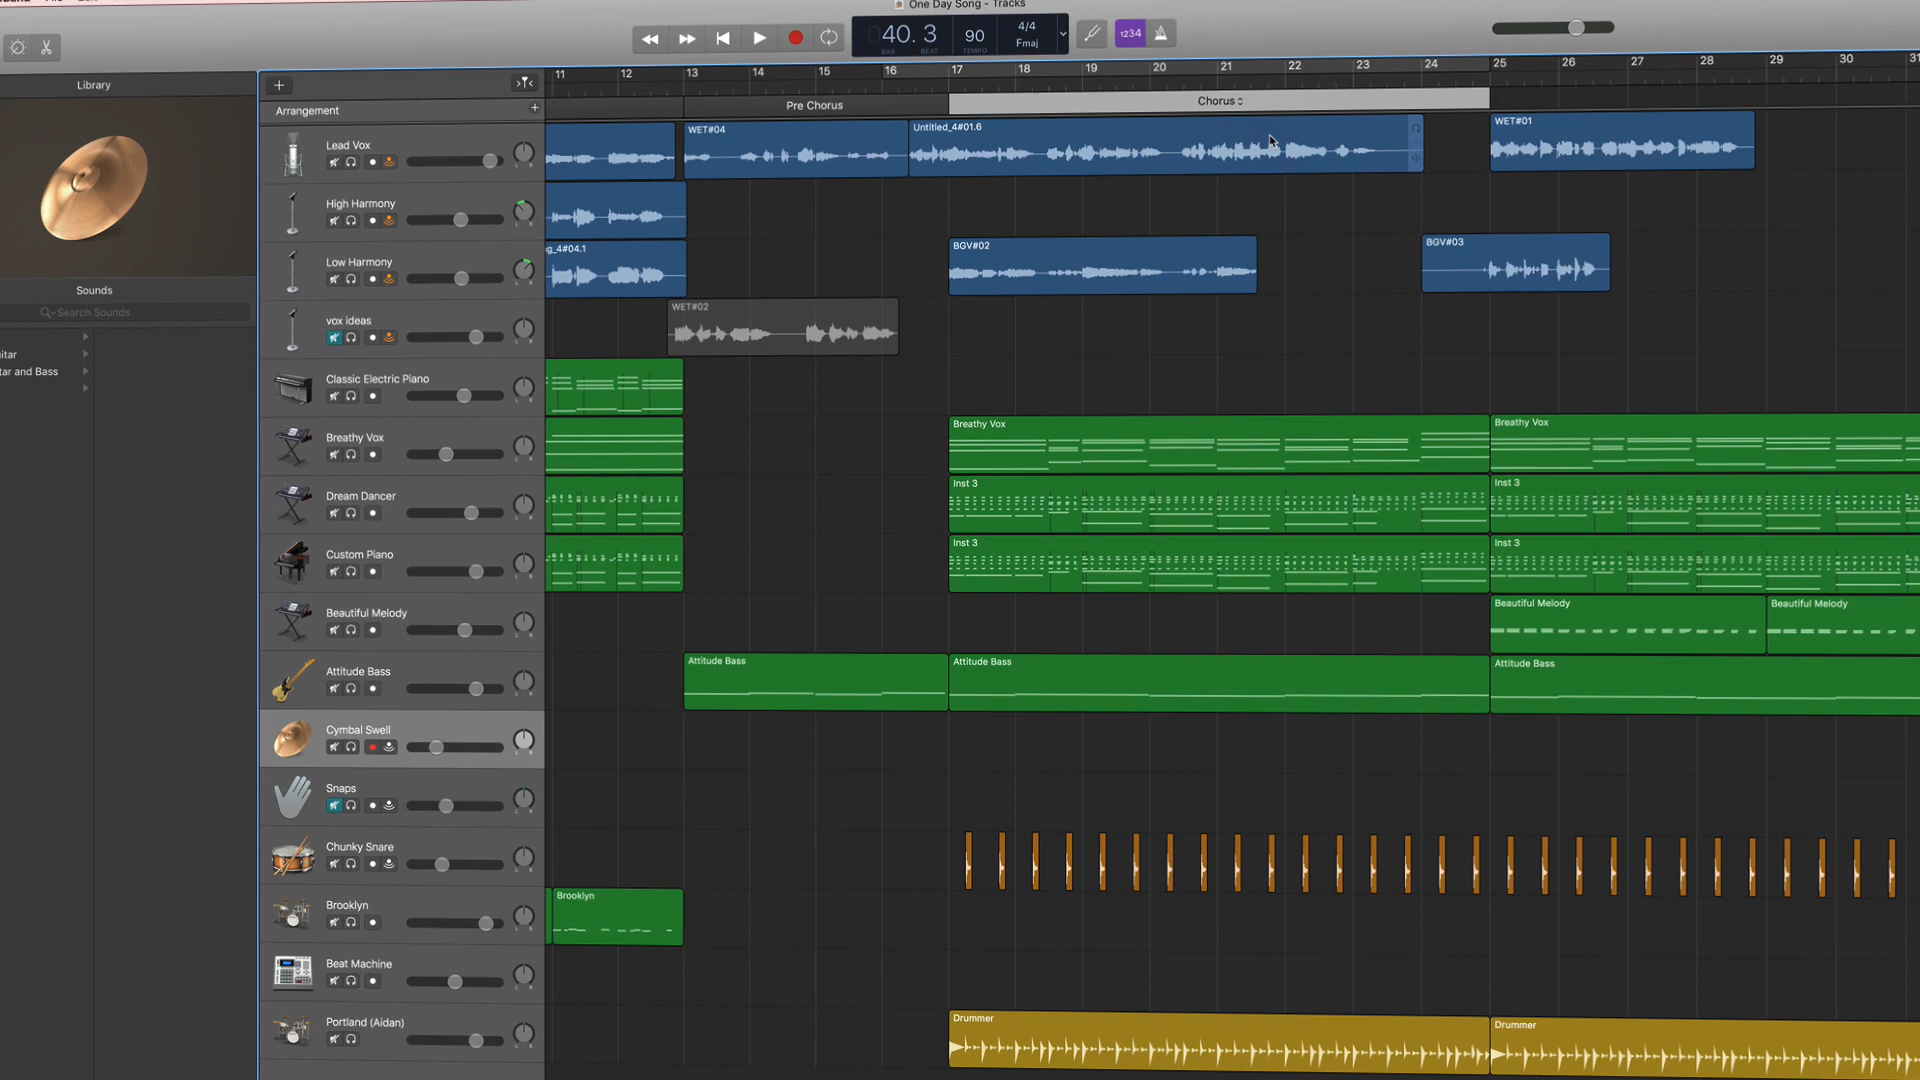 One Day Song - Tracks
40. 3
BAR BEAT
90
TEMPO
4/4
Fmaj
1234
Library
11 12 13 14 15 16 17 18 19 20 21 22 23 24 25 26 27 28 29 30 31
Arrangement
Pre Chorus
Chorus
Lead Vox
WET#04
Untitled_4#01.6
WET#01
High Harmony
Low Harmony
g_4#04.1
BGV#02
BGV#03
Sounds
Search Sounds
vox ideas
WET#02
itar
tar and Bass
Classic Electric Piano
Breathy Vox
Breathy Vox
Breathy Vox
Dream Dancer
Inst 3
Inst 3
Custom Piano
Inst 3
Inst 3
Beautiful Melody
Beautiful Melody
Beautiful Melody
Attitude Bass
Attitude Bass
Attitude Bass
Attitude Bass
Cymbal Swell
Snaps
Chunky Snare
Brooklyn
Brooklyn
Beat Machine
Portland (Aidan)
Drummer
Drummer